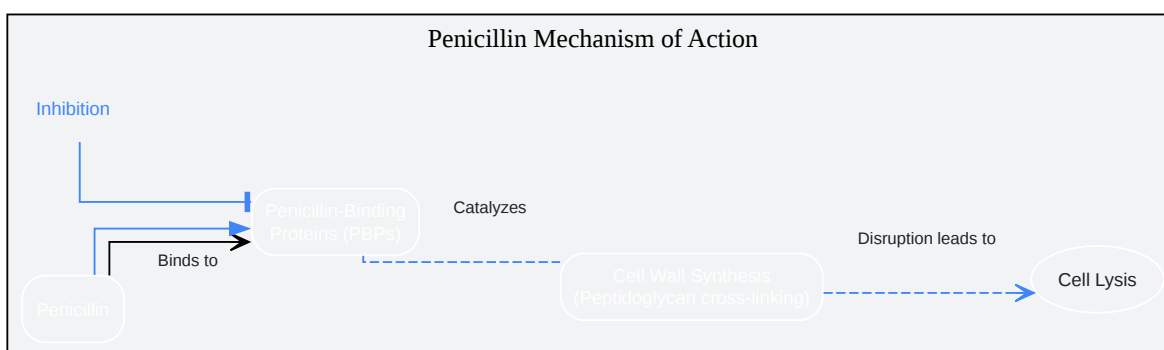 Penicillin Mechanism of Action
Inhibition
Penicillin-Binding
Proteins (PBPs)
Catalyzes
Binds to
Disruption leads to
Cell Wall Synthesis
(Peptidoglycan cross-linking)
Cell Lysis
Penicillin